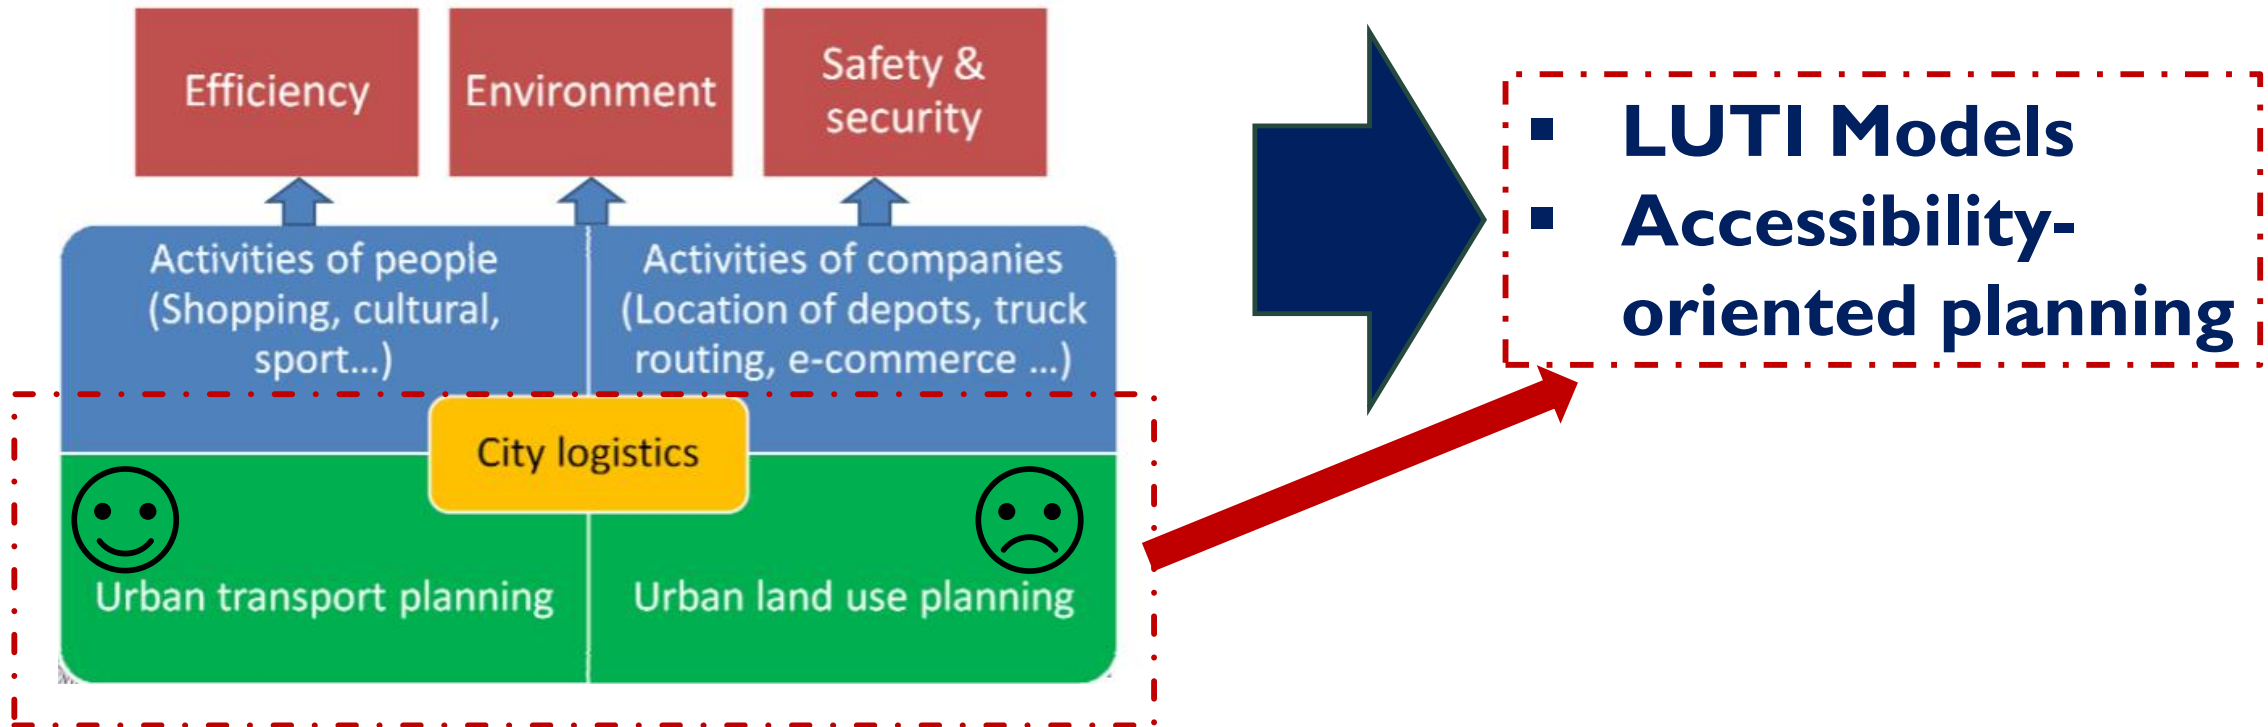 Efficiency
Environment
Safety &
security
Activities of people
(Shopping, cultural,
sport...)
Activities of companies
(Location of depots, truck
routing, e-commerce ...)
City logistics
Urban transport planning
Urban land use planning
▪ LUTI Models
▪ Accessibility-
oriented planning